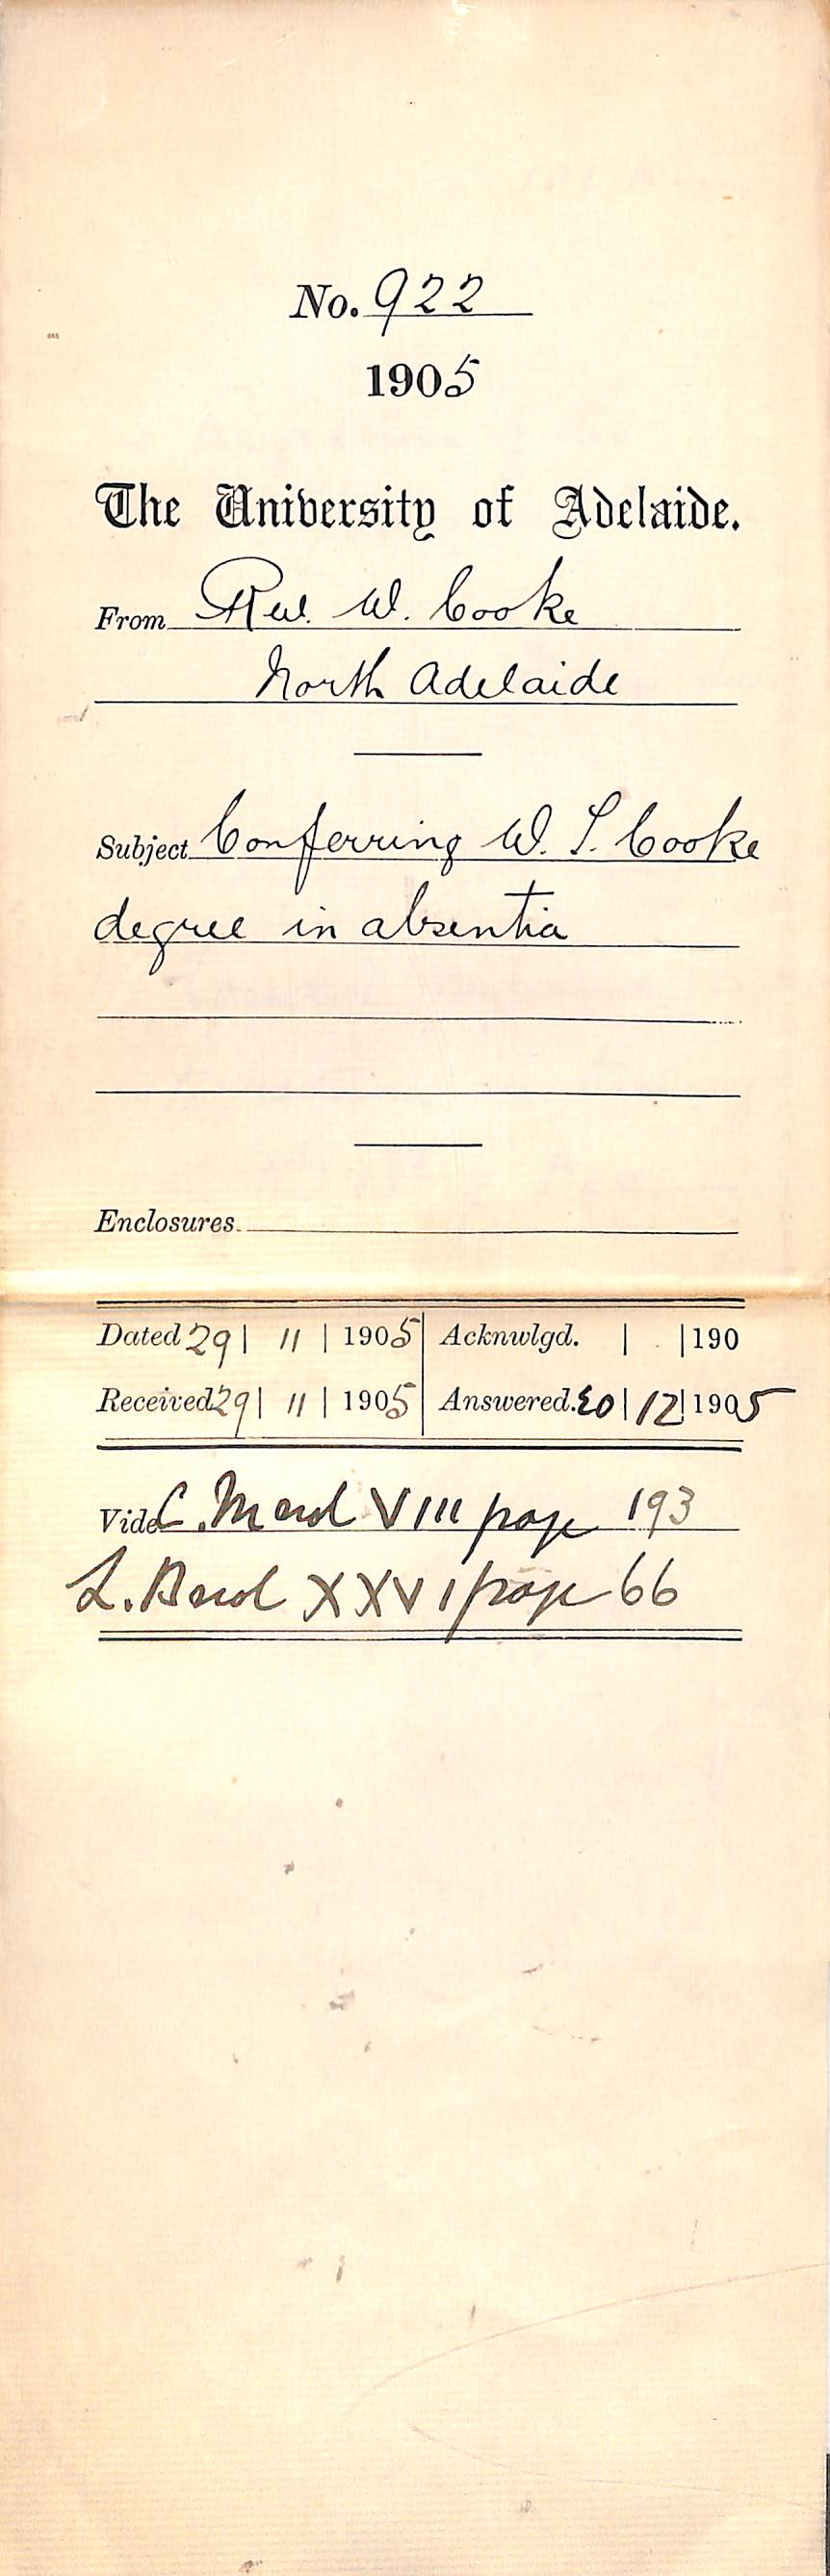 No. 922
1905
The University of Adelaide.
From Rev. W. Cooke
North Adelaide
Subject Conferring W. T. Cooke
degree in absentia
Enclosures
Dated 29 | 11 | 1905 Acknwlgd. | | 190
Received 29 | 11 | 1905 Answered. 20 | 12 | 1905
Vide C. M VIII page 193
L. B XXVI page 66